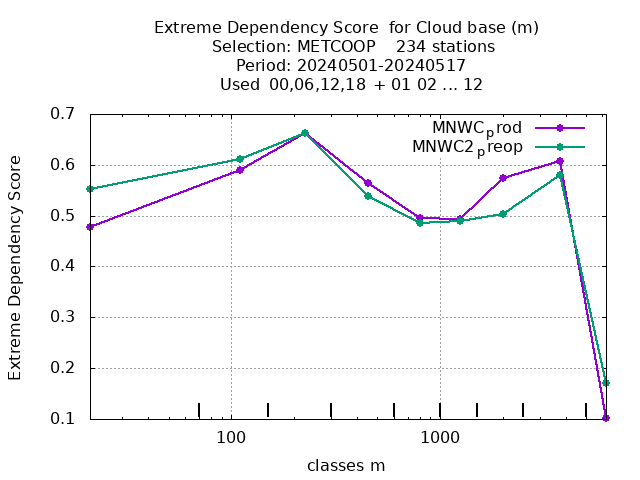 Extreme Dependency Score  for Cloud base (m)
Selection: METCOOP    234 stations
Period: 20240501-20240517
Used  00,06,12,18  + 01 02 ... 12
MNWC_prod
MNWC2_preop
Extreme Dependency Score
0.7
0.6
0.5
0.4
0.3
0.2
0.1
100
1000
classes m